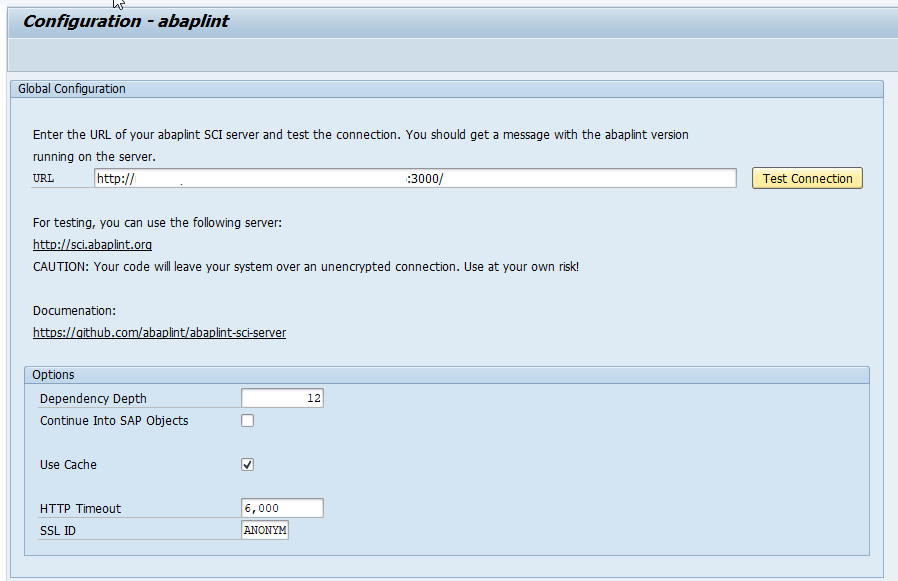 Configuration - abaplint
Global Configuration
Enter the URL of your abaplint SCI server and test the connection. You should get a message with the abaplint version
running on the server.
URL http:// :3000/ Test Connection
For testing, you can use the following server:
http://sci.abaplint.org
CAUTION: Your code will leave your system over an unencrypted connection. Use at your own risk!
Documenation:
https://github.com/abaplint/abaplint-sci-server
Options
Dependency Depth 12
Continue Into SAP Objects
Use Cache
HTTP Timeout 6,000
SSL ID ANONYM